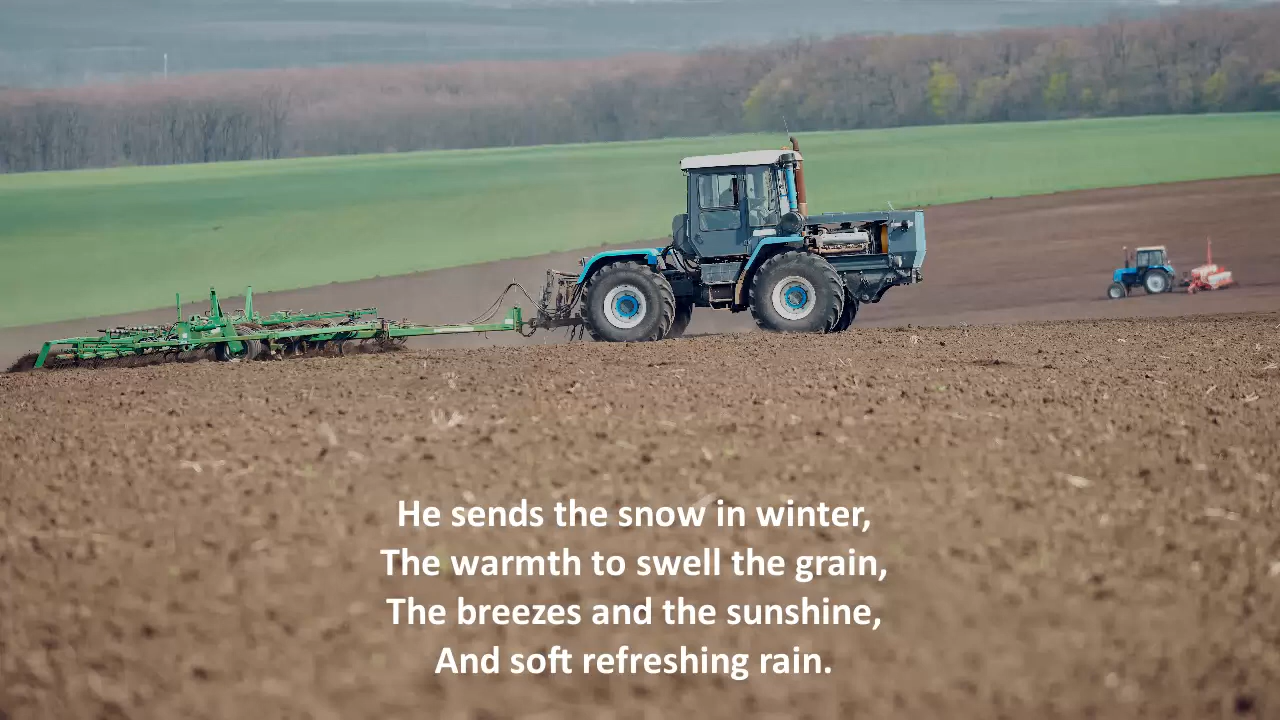 He sends the snow in winter,
The warmth to swell the grain,
The breezes and the sunshine,
And soft refreshing rain.